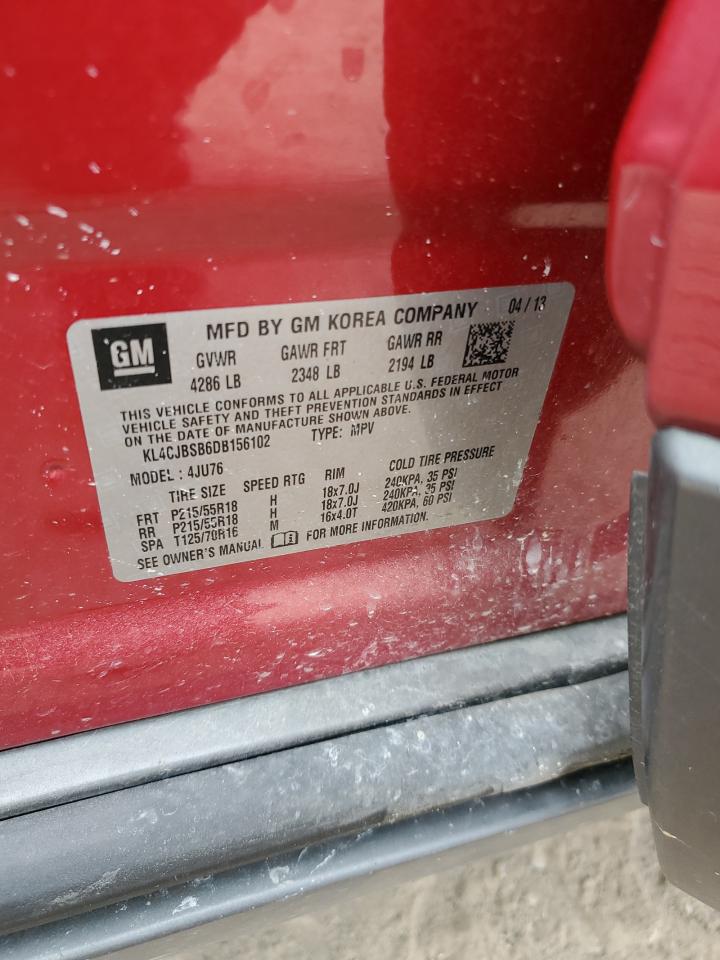 GM
MFD BY GM KOREA COMPANY 04 / 13
GVWR GAWR FRT GAWR RR
4286 LB 2348 LB 2194 LB
THIS VEHICLE CONFORMS TO ALL APPLICABLE U.S. FEDERAL MOTOR
VEHICLE SAFETY AND THEFT PREVENTION STANDARDS IN EFFECT
ON THE DATE OF MANUFACTURE SHOWN ABOVE.
KL4CJBSB6DB156102 TYPE: MPV
MODEL : 4JU76
TIRE SIZE SPEED RTG RIM COLD TIRE PRESSURE
FRT P215/55R18 H 18x7.0J 240KPA, 35 PSI
RR P215/55R18 H 18x7.0J 240KPA, 35 PSI
SPA T125/70R16 M 16x4.0T 420KPA, 60 PSI
SEE OWNER'S MANUAL FOR MORE INFORMATION.